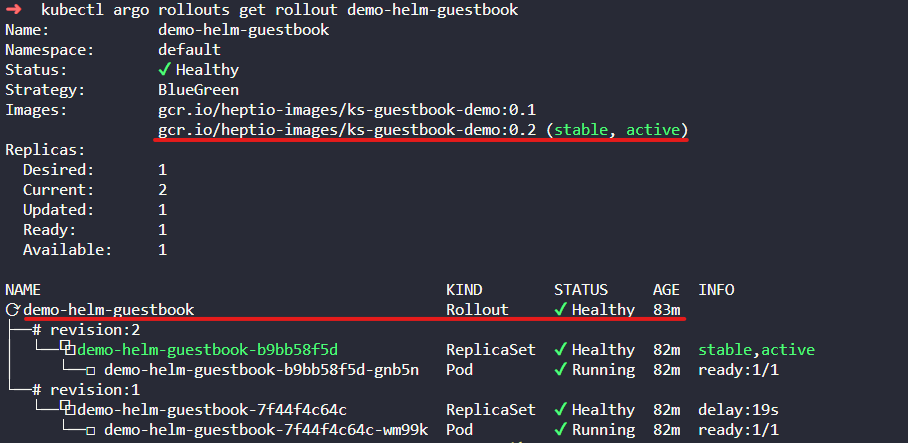 → kubectl argo rollouts get rollout demo-helm-guestbook
Name: demo-helm-guestbook
Namespace: default
Status: ✔ Healthy
Strategy: BlueGreen
Images: gcr.io/heptio-images/ks-guestbook-demo:0.1
gcr.io/heptio-images/ks-guestbook-demo:0.2 (stable, active)
Replicas:
Desired: 1
Current: 2
Updated: 1
Ready: 1
Available: 1
NAME KIND STATUS AGE INFO
⟳ demo-helm-guestbook Rollout ✔ Healthy 83m
├──# revision:2
│  └──⧉ demo-helm-guestbook-b9bb58f5d ReplicaSet ✔ Healthy 82m stable,active
│     └──□ demo-helm-guestbook-b9bb58f5d-gnb5n Pod ✔ Running 82m ready:1/1
└──# revision:1
   └──⧉ demo-helm-guestbook-7f44f4c64c ReplicaSet ✔ Healthy 82m delay:19s
      └──□ demo-helm-guestbook-7f44f4c64c-wm99k Pod ✔ Running 82m ready:1/1